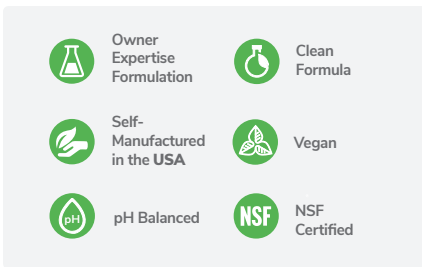 Owner
Expertise
Formulation
Clean
Formula
Self-
Manufactured
in the USA
Vegan
pH
pH Balanced
NSF
NSF
Certified